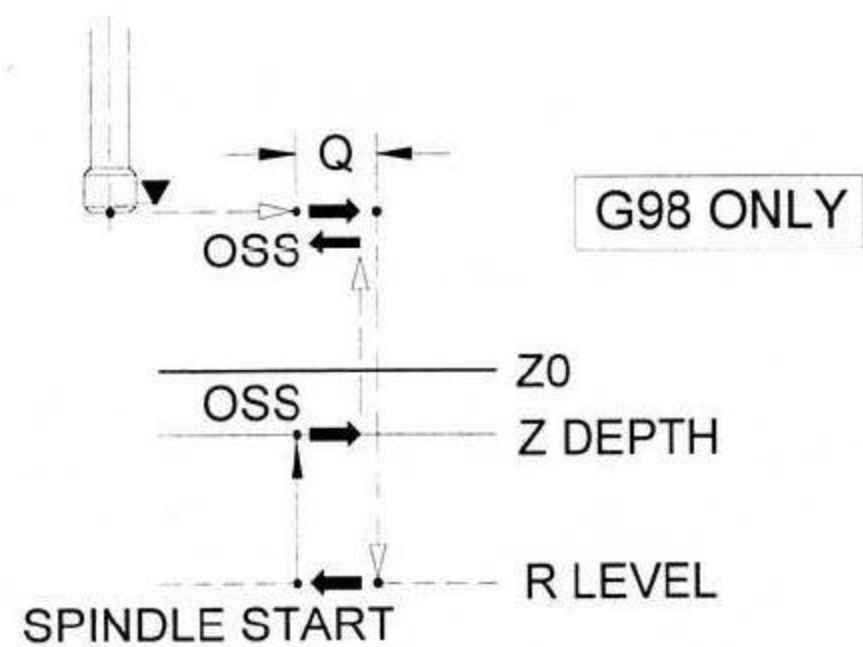 Q
G98 ONLY
OSS
Z0
OSS
Z DEPTH
R LEVEL
SPINDLE START